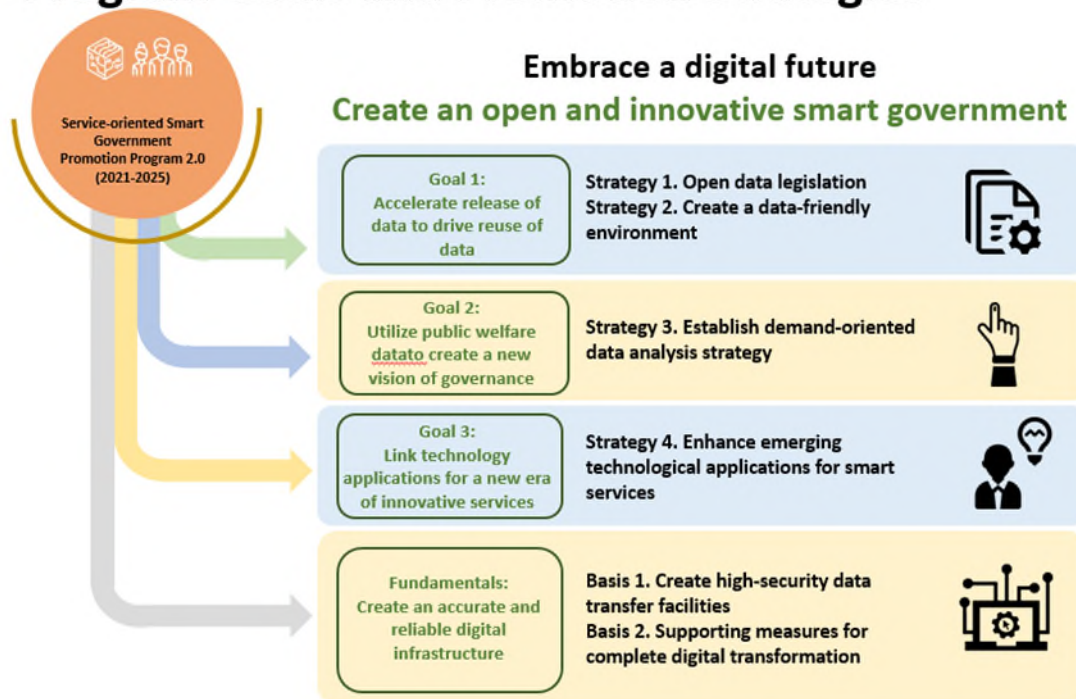 Embrace a digital future
Create an open and innovative smart government
Service-oriented Smart
Government
Promotion Program 2.0
(2021-2025)
Goal 1:
Accelerate release of
data to drive reuse of
data
Strategy 1. Open data legislation
Strategy 2. Create a data-friendly
environment
Goal 2:
Utilize public welfare
datato create a new
vision of governance
Strategy 3. Establish demand-oriented
data analysis strategy
Goal 3:
Link technology
applications for a new era
of innovative services
Strategy 4. Enhance emerging
technological applications for smart
services
Fundamentals:
Create an accurate and
reliable digital
infrastructure
Basis 1. Create high-security data
transfer facilities
Basis 2. Supporting measures for
complete digital transformation